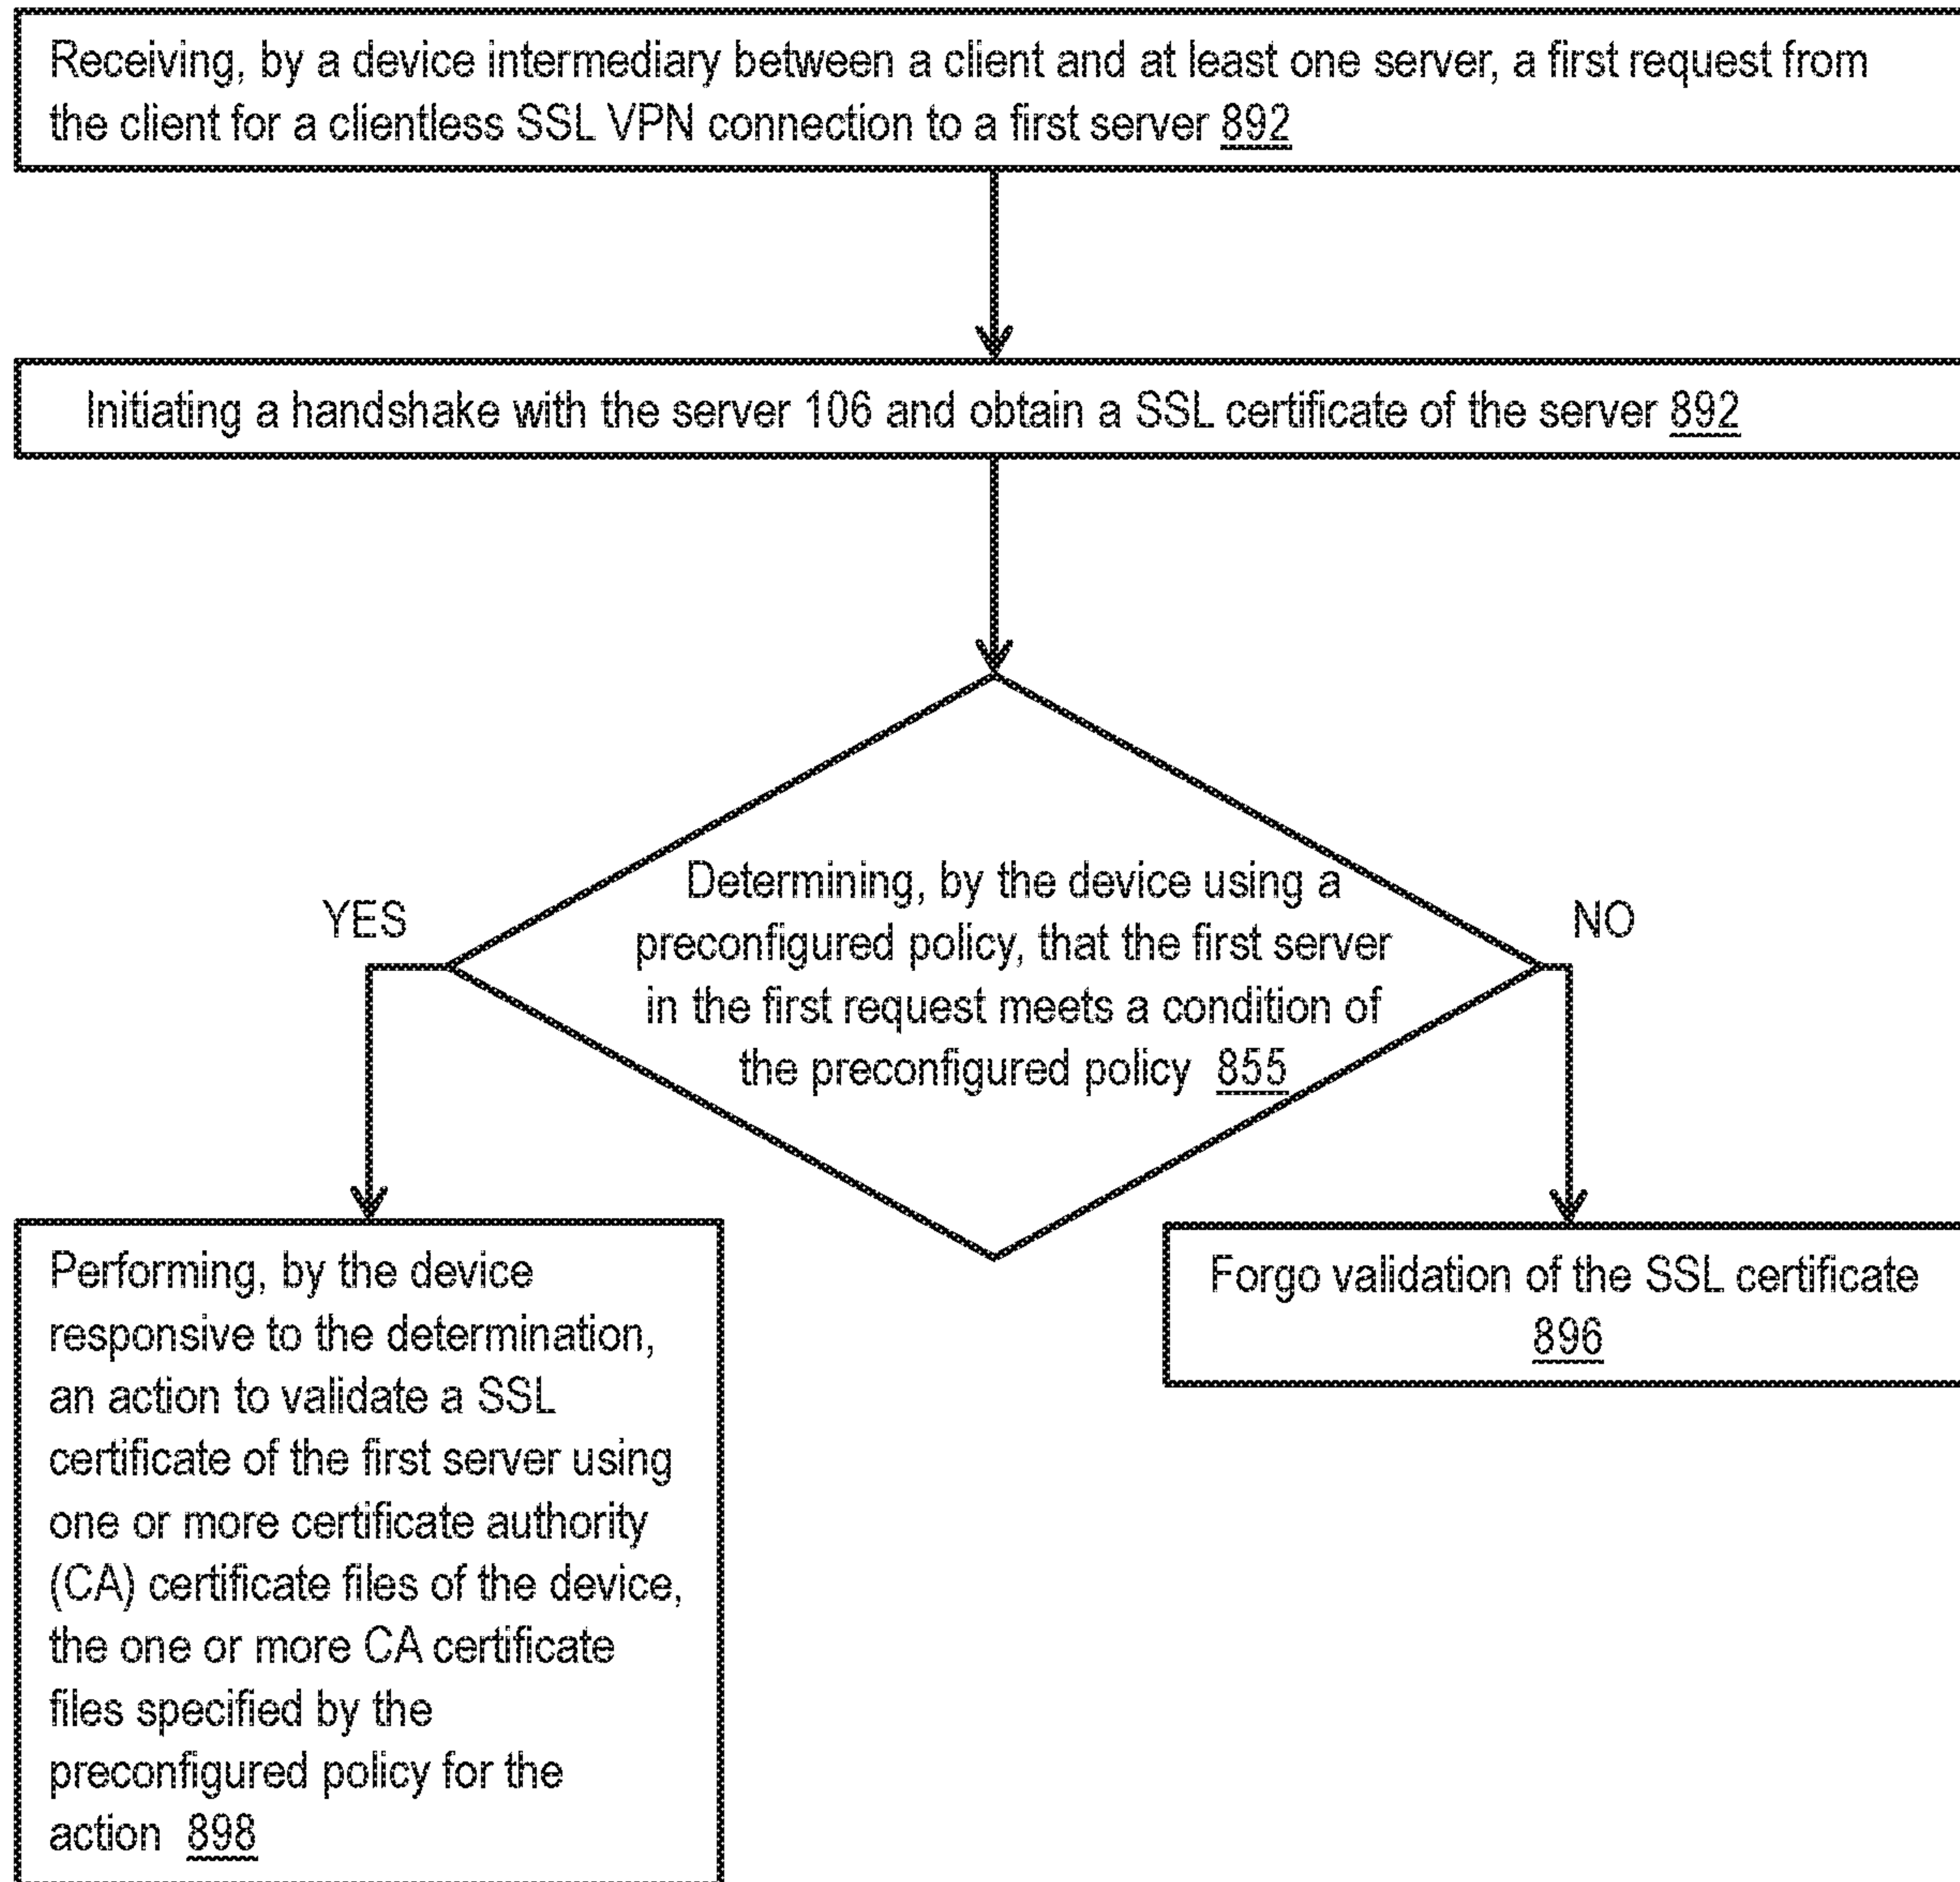 Receiving, by a device intermediary between a client and at least one server, a first request from
the client for a clientless SSL VPN connection to a first server 892
Initiating a handshake with the server 106 and obtain a SSL certificate of the server 892
Determining, by the device using a
preconfigured policy, that the first server
in the first request meets a condition of
the preconfigured policy 855
YES
NO
Performing, by the device
responsive to the determination,
an action to validate a SSL
certificate of the first server using
one or more certificate authority
(CA) certificate files of the device,
the one or more CA certificate
files specified by the
preconfigured policy for the
action 898
Forgo validation of the SSL certificate
896